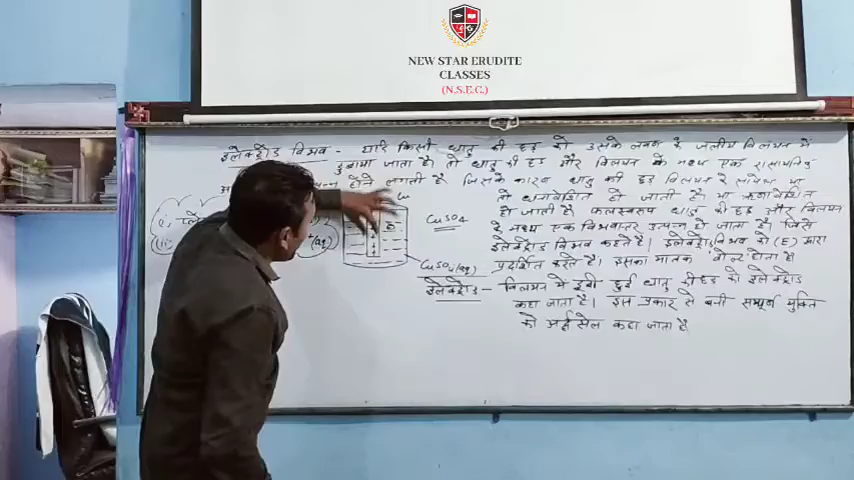 NEW STAR ERUDITE
CLASSES
(N.S.E.C.)
इलेक्ट्रोड विभव - यदि किसी धातु की छड़ को उसके लवण के जलीय विलयन में
डुबाया जाता है। तो धातु की छड़ और विलयन के मध्य एक रासायनिक
होने लगती है जिसके कारण धातु की छड़ विलयन के सापेक्ष या
तो धनावेशित हो जाती है या ऋणावेशित
हो जाती है फलस्वरूप धातु की छड़ और विलयन
के मध्य एक विभवान्तर उत्पन्न हो जाता है। जिसे
इलेक्ट्रोड विभव कहते है। इलेक्ट्रोड विभव को (E) द्वारा
प्रदर्शित करते है। इसका मानक वोल्ट होता है
Cu
CuSO4
(aq)
CuSO4(aq)
इलेक्ट्रोड - विलयन में डूबी हुई धातु की छड़ को इलेक्ट्रोड
कहा जाता है। इस प्रकार से बनी सम्पूर्ण युक्ति
को अर्द्ध सेल कहा जाता है